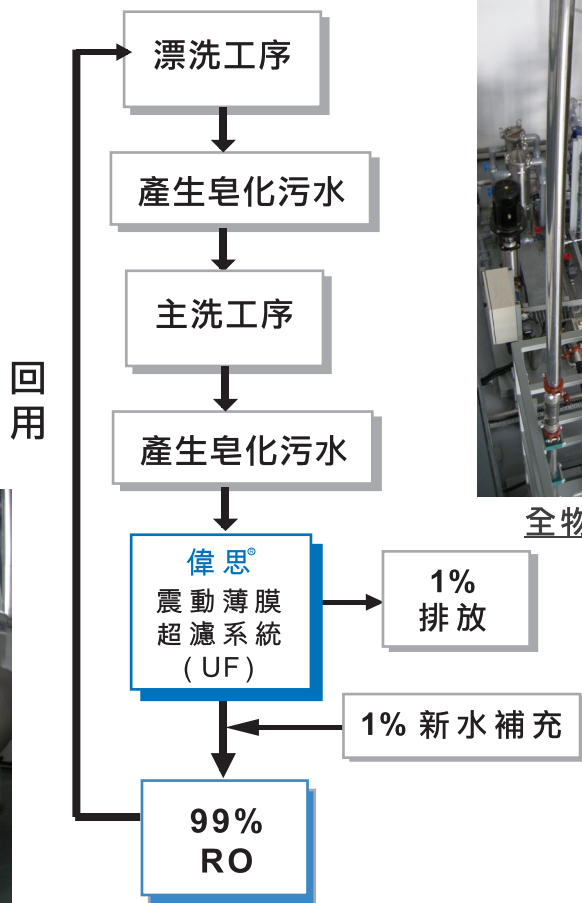 漂洗工序
產生皂化污水
主洗工序
回
用
產生皂化污水
全物
偉思®
震動薄膜
超濾系統
(UF)
1%
排放
1% 新水補充
99%
RO